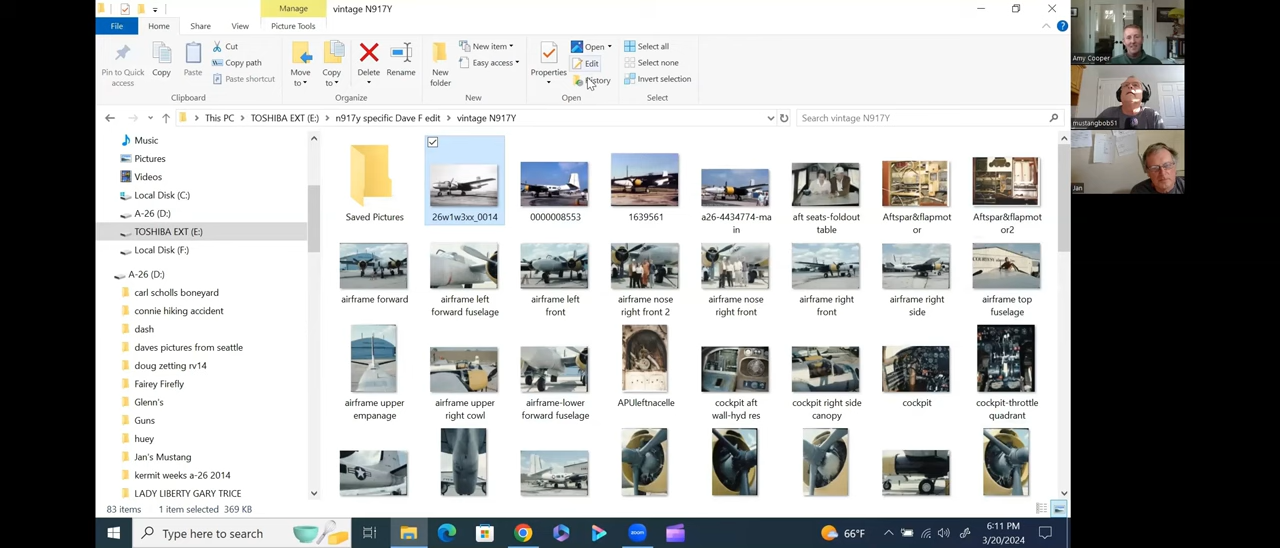 Manage
vintage N917Y
File
Home
Share
View
Picture Tools
Pin to Quick
access
Copy
Paste
Cut
Copy path
Paste shortcut
Clipboard
Move
to
Copy
to
Delete
Rename
Organize
New
folder
New item
Easy access
New
Properties
Open
Edit
History
Open
Select all
Select none
Invert selection
Select
This PC
TOSHIBA EXT (E:)
n917y specific Dave F edit
vintage N917Y
Search vintage N917Y
Music
Pictures
Videos
Local Disk (C:)
A-26 (D:)
TOSHIBA EXT (E:)
Local Disk (F:)
A-26 (D:)
carl scholls boneyard
connie hiking accident
dash
daves pictures from seattle
doug zetting rv14
Fairey Firefly
Glenn's
Guns
huey
Jan's Mustang
kermit weeks a-26 2014
LADY LIBERTY GARY TRICE
Saved Pictures
26w1w3xx_0014
0000008553
1639561
a26-4434774-ma
in
aft seats-foldout
table
Aftspar&flapmot
or
Aftspar&flapmot
or2
airframe forward
airframe left
forward fuselage
airframe left
front
airframe nose
right front 2
airframe nose
right front
airframe right
front
airframe right
side
airframe top
fuselage
airframe upper
empanage
airframe upper
right cowl
airframe-lower
forward fuselage
APUleftnacelle
cockpit aft
wall-hyd res
cockpit right side
canopy
cockpit
cockpit-throttle
quadrant
83 items
1 item selected
369 KB
Type here to search
zoom
66°F
6:11 PM
3/20/2024
Amy Cooper
mustangbob51
Jan